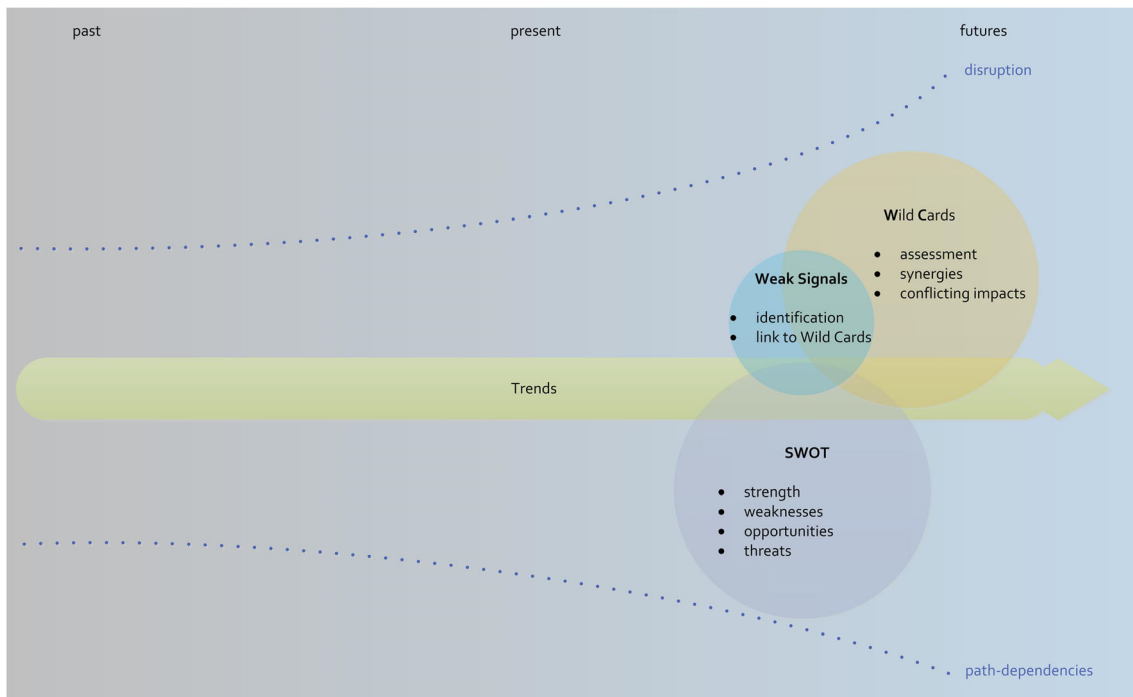 past present futures
disruption
Wild Cards
• assessment
• synergies
• conflicting impacts
Weak Signals
• identification
• link to Wild Cards
Trends
SWOT
• strength
• weaknesses
• opportunities
• threats
path-dependencies